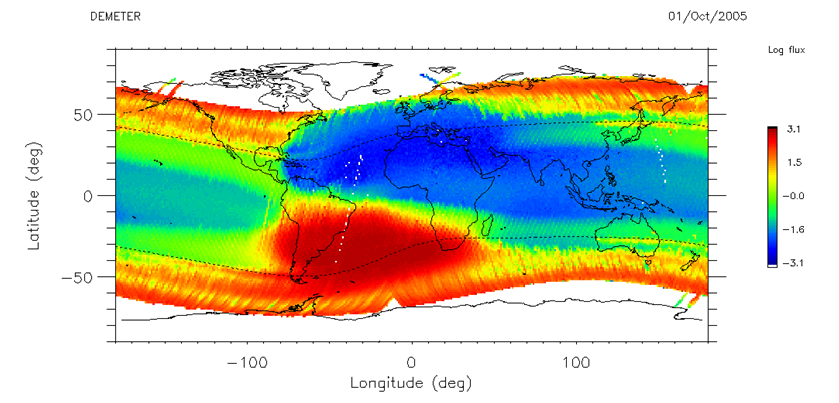 DEMETER
01/Oct/2005
Log flux
3.1
1.5
−0.0
−1.6
−3.1
50
0
−50
Latitude (deg)
−100
0
100
Longitude (deg)